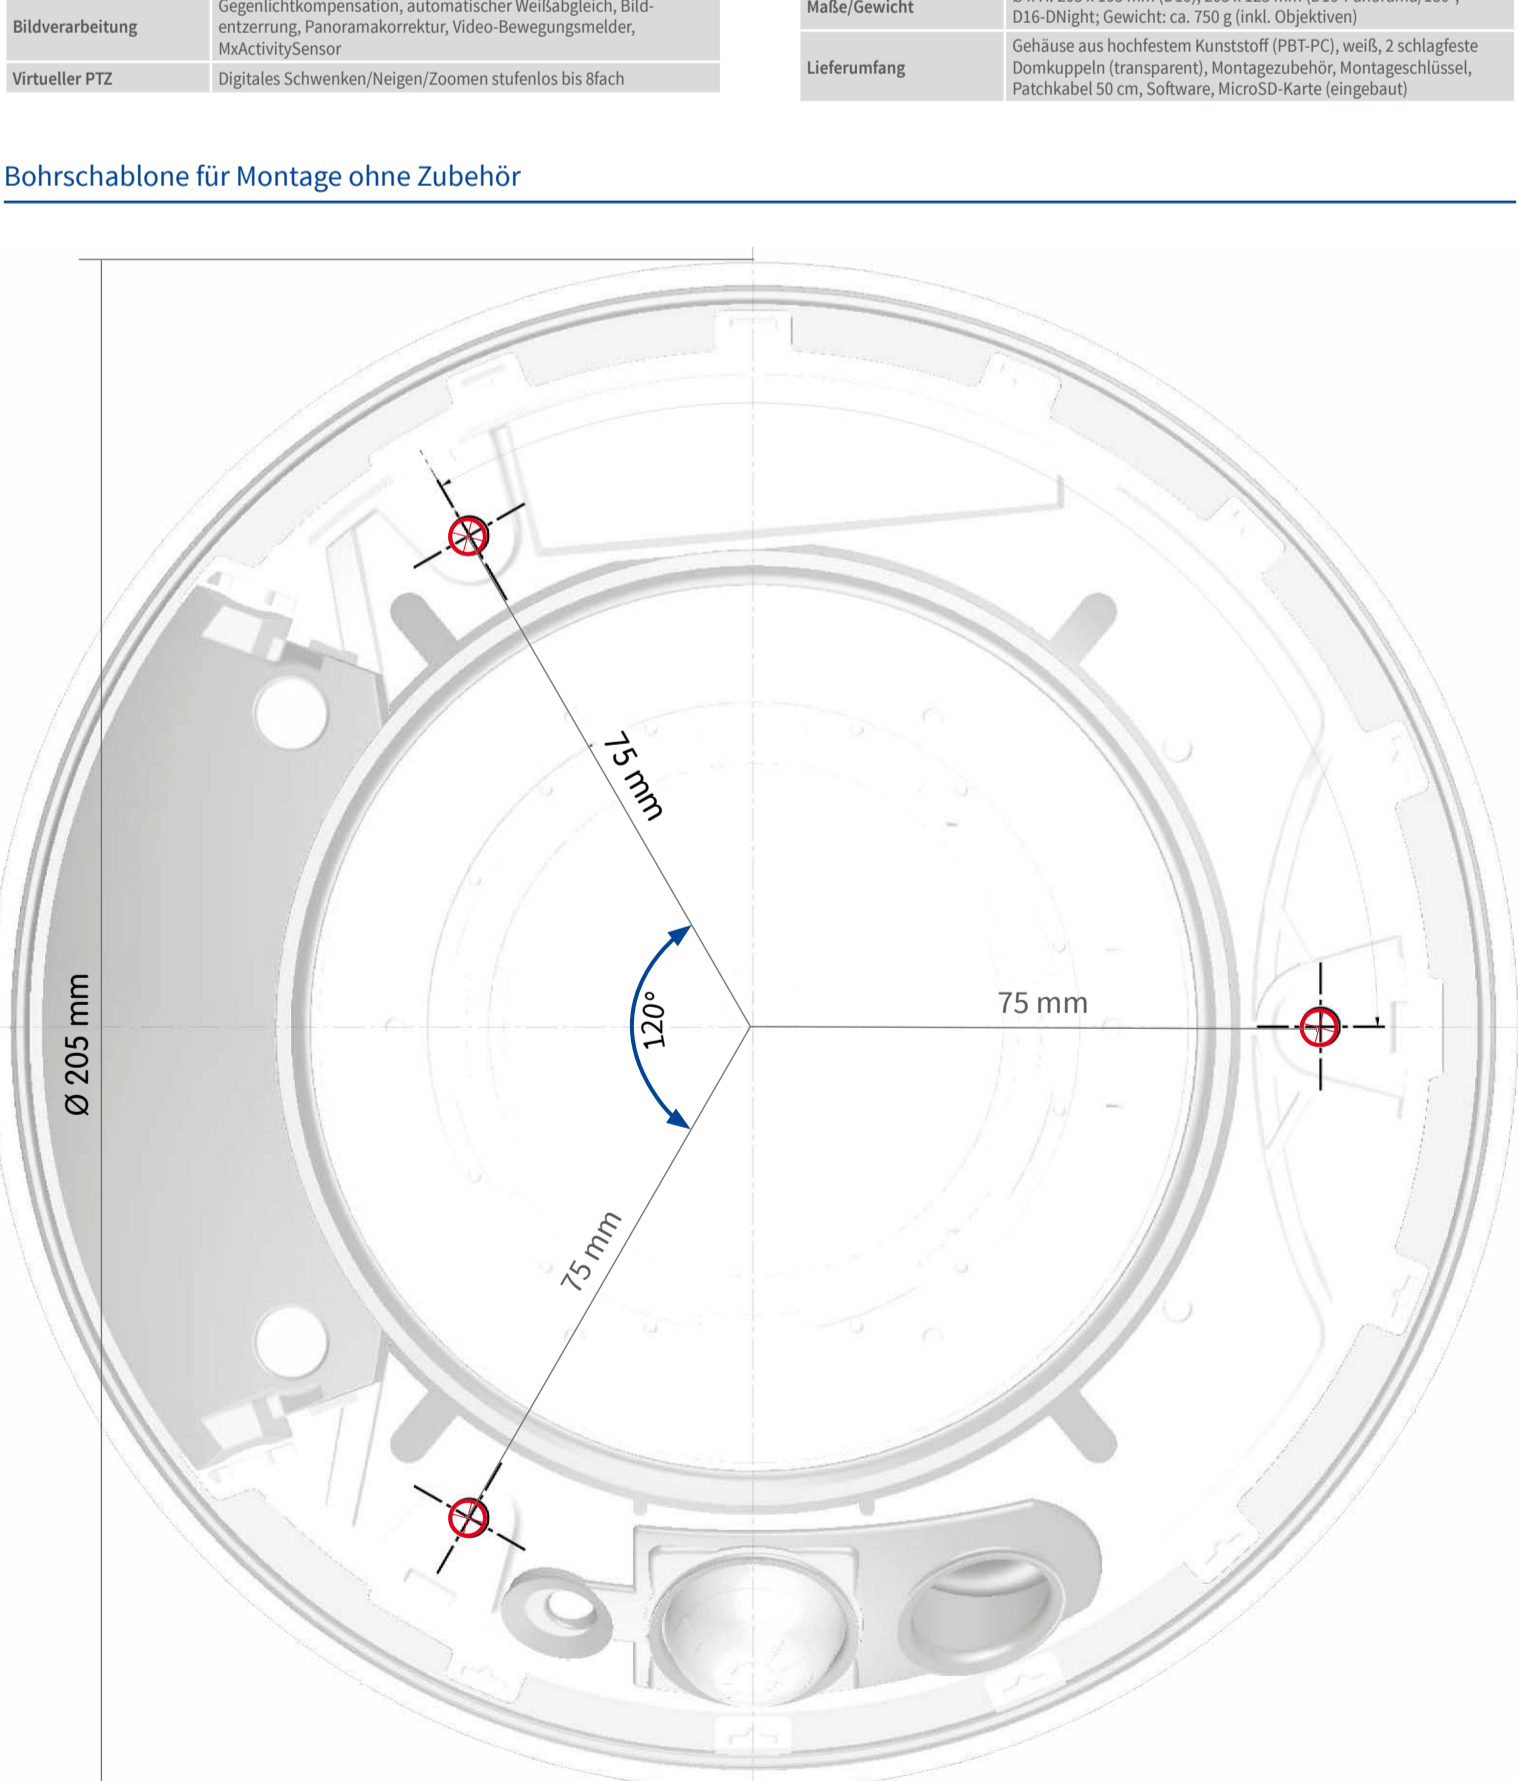 Bildverarbeitung
Gegenlichtkompensation, automatischer Weißabgleich, Bild-
entzerrung, Panoramakorrektur, Video-Bewegungsmelder,
MxActivitySensor
Virtueller PTZ
Digitales Schwenken/Neigen/Zoomen stufenlos bis 8fach
Maße/Gewicht
D16-DNight; Gewicht: ca. 750 g (inkl. Objektiven)
Lieferumfang
Gehäuse aus hochfestem Kunststoff (PBT-PC), weiß, 2 schlagfeste
Domkuppeln (transparent), Montagezubehör, Montageschlüssel,
Patchkabel 50 cm, Software, MicroSD-Karte (eingebaut)
Bohrschablone für Montage ohne Zubehör
75 mm
Ø 205 mm
120°
75 mm
75 mm